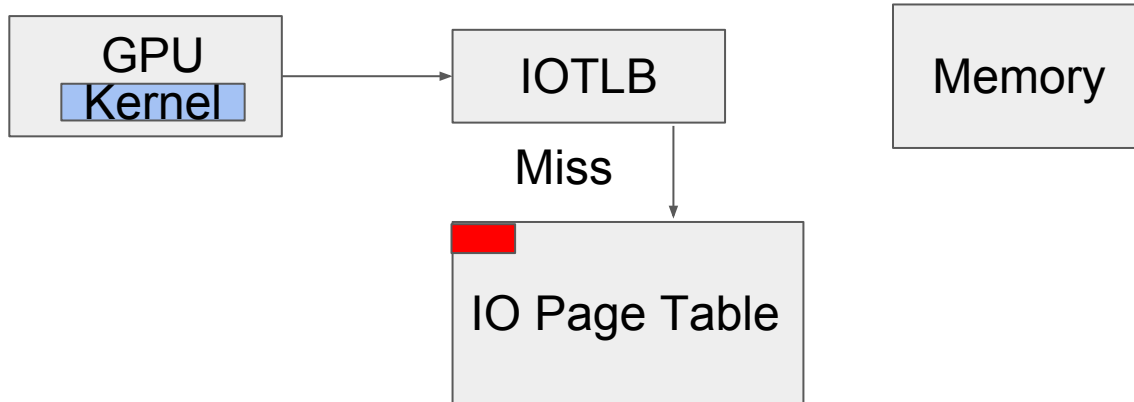 GPU
Kernel
IOTLB
Memory
Miss
IO Page Table